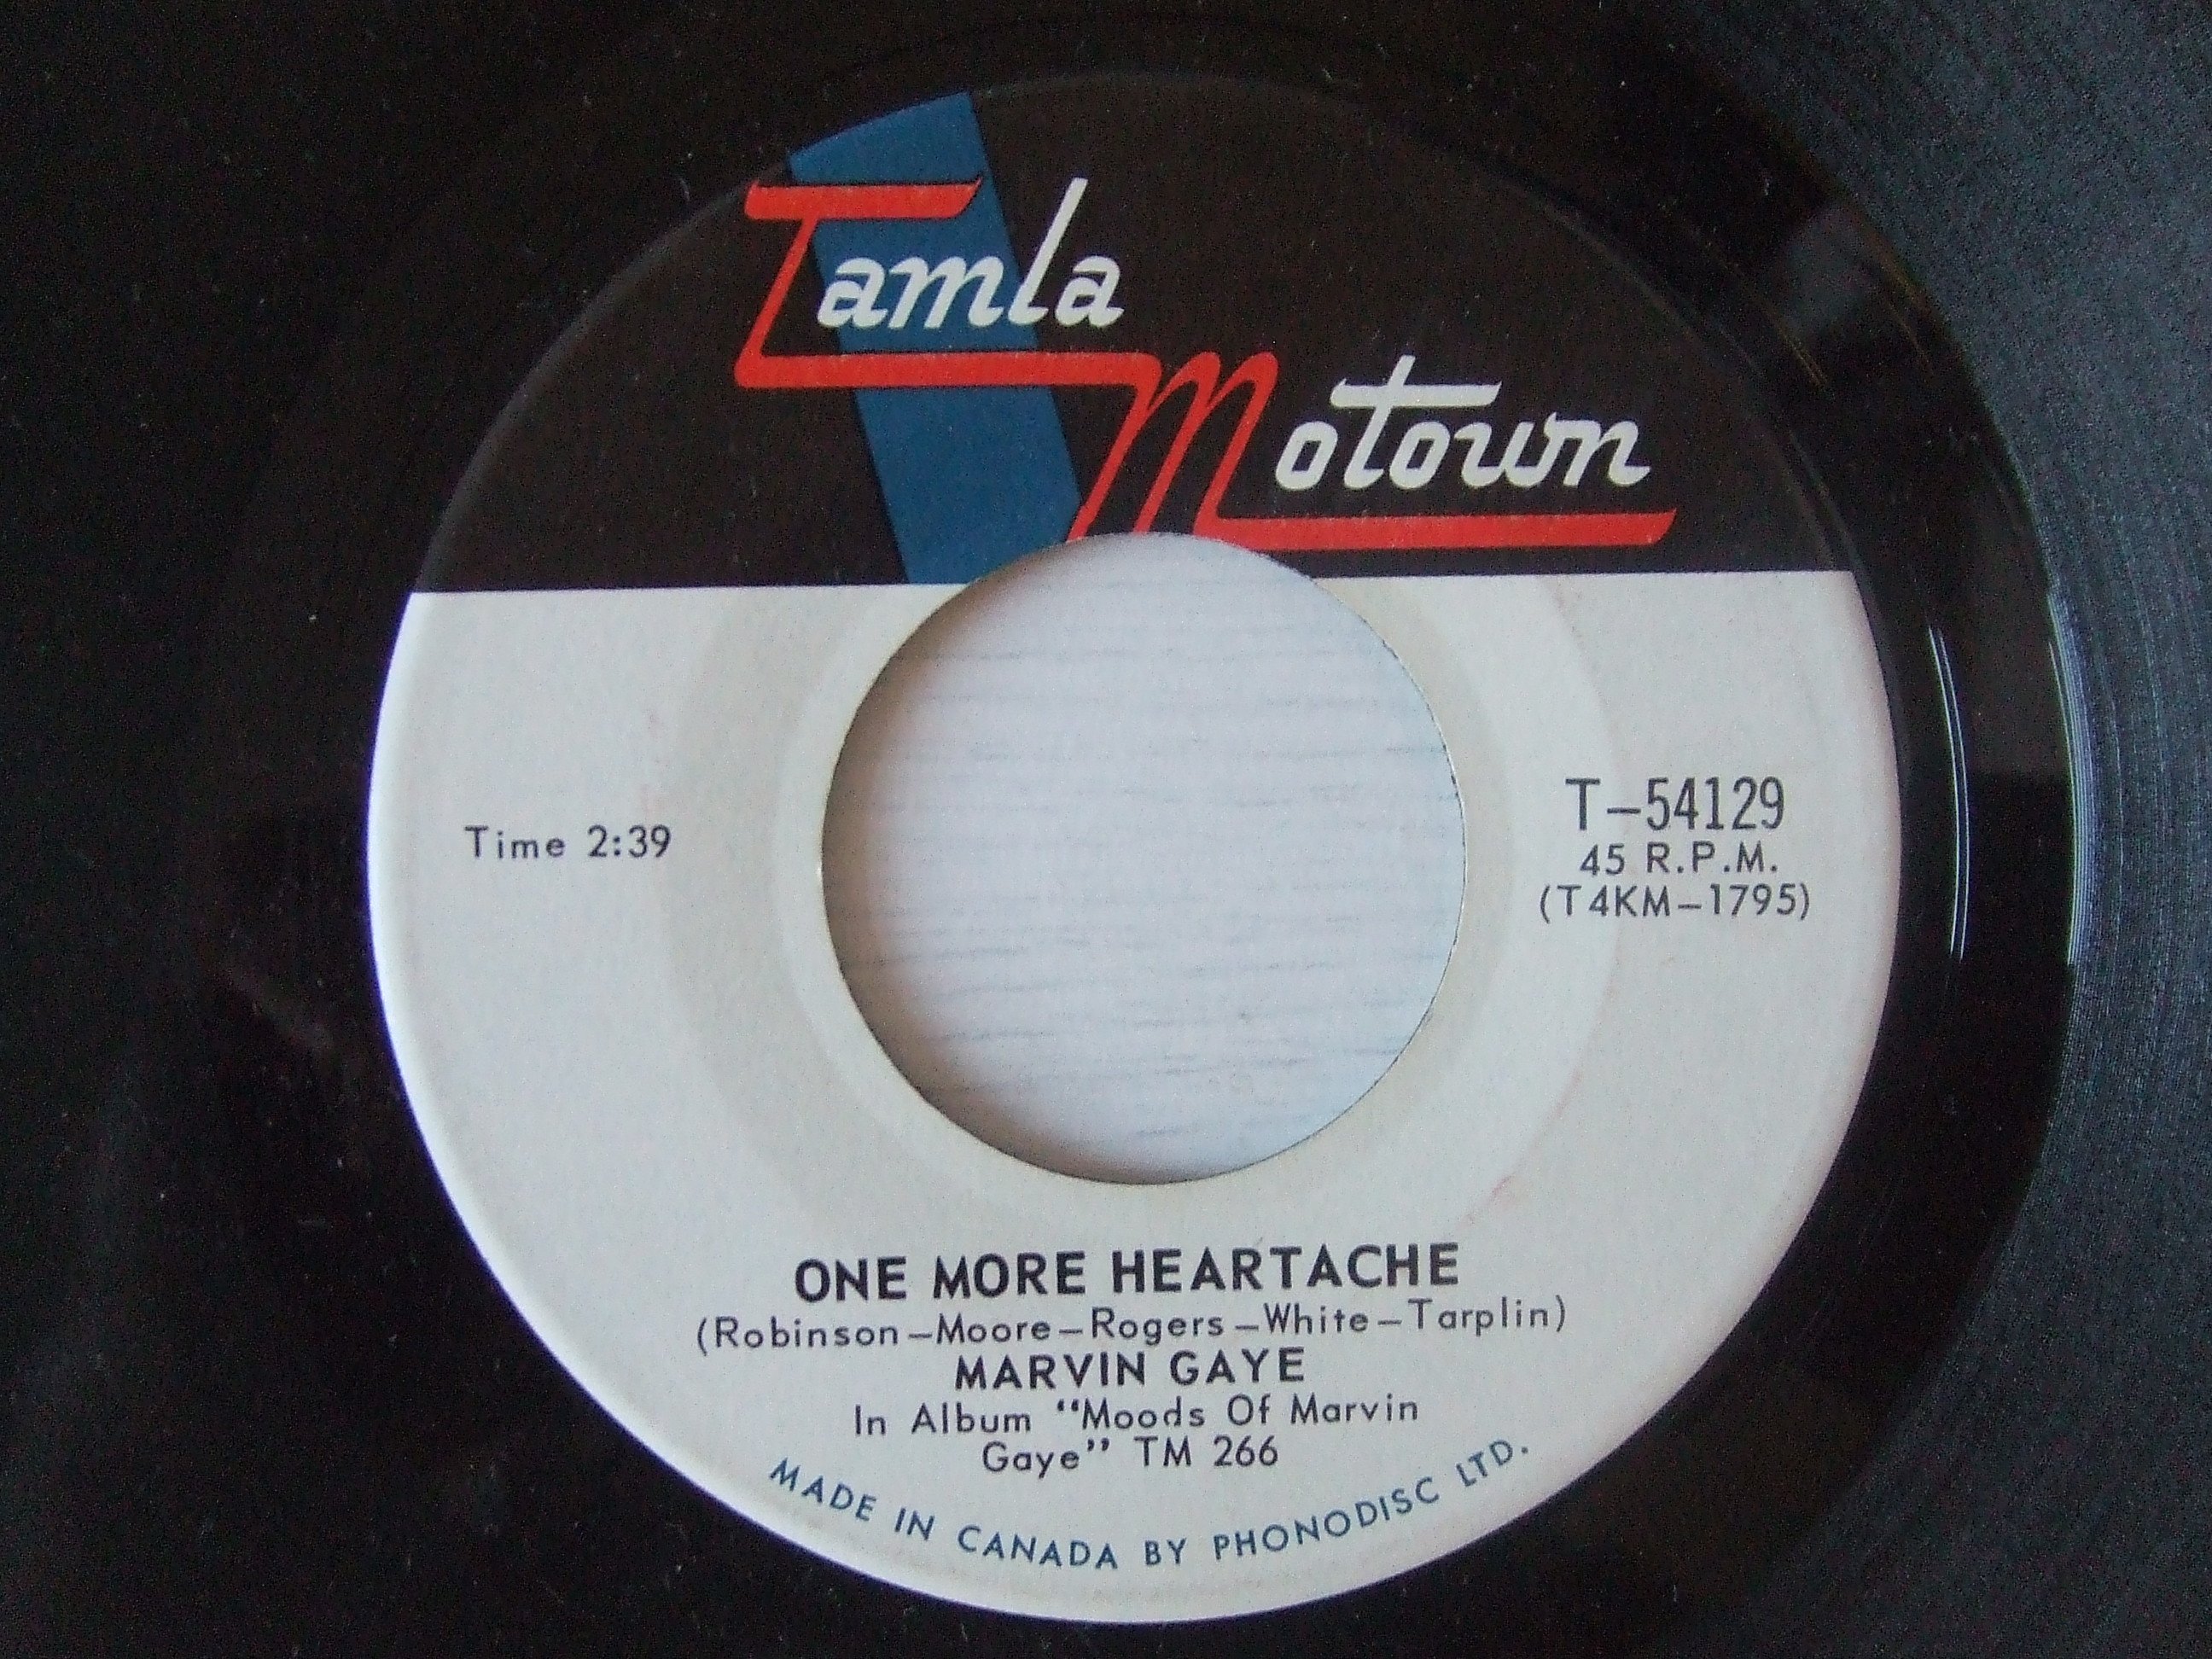 Tamla
Motown
Time 2:39
T-54129
45 R.P.M.
(T4KM-1795)
ONE MORE HEARTACHE
(Robinson-Moore-Rogers-White-Tarplin)
MARVIN GAYE
In Album "Moods Of Marvin
Gaye" TM 266
MADE IN CANADA BY PHONODISC LTD.